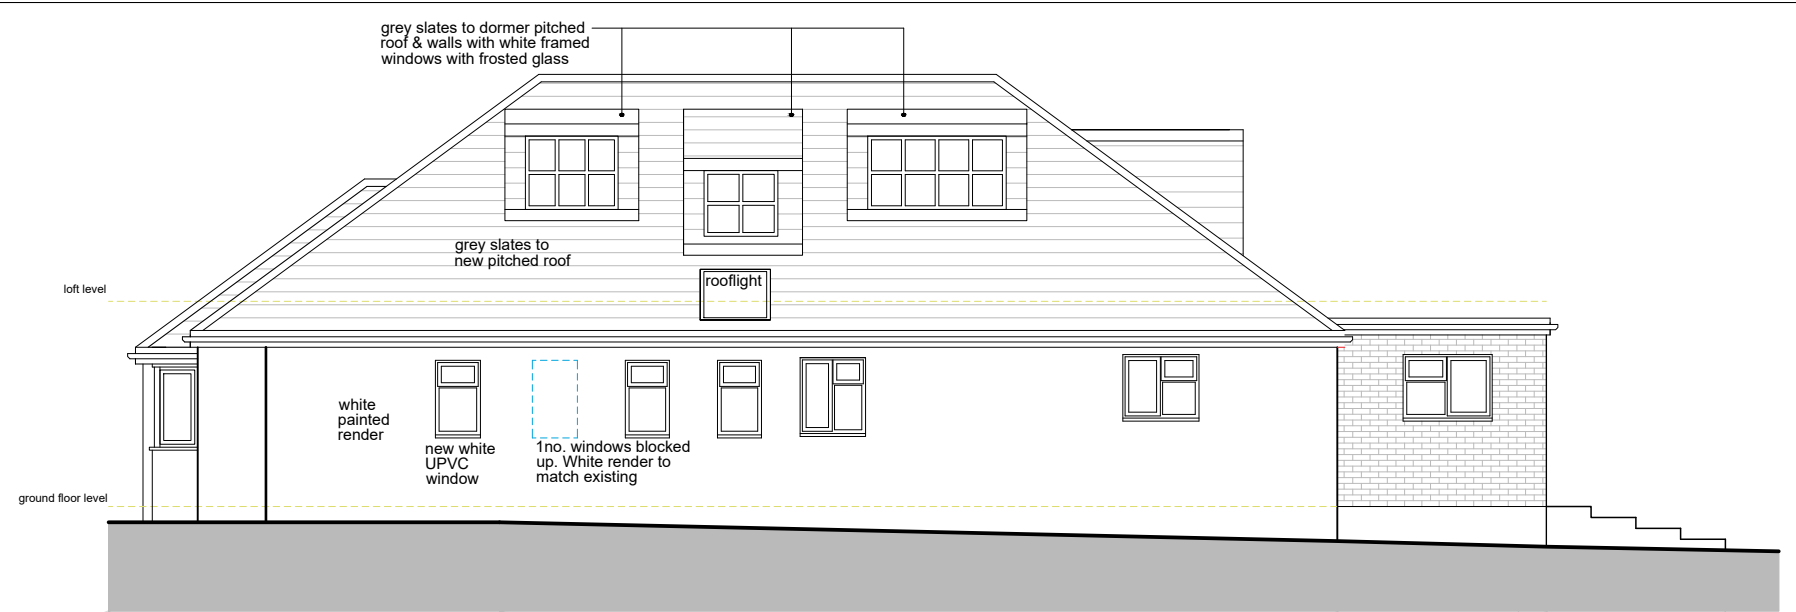 grey slates to dormer pitched
roof & walls with white framed
windows with frosted glass
grey slates to
new pitched roof
rooflight
loft level
white
painted
render
new white
UPVC
window
1no. windows blocked
up. White render to
match existing
ground floor level